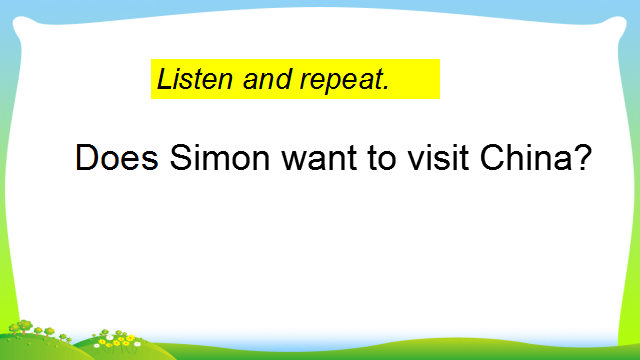 Listen and repeat.
Does Simon want to visit China?